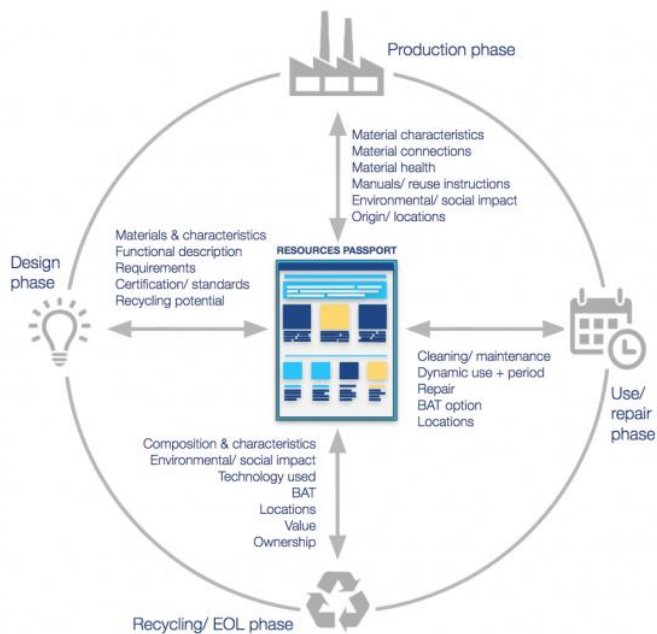 Production phase
Material characteristics
Material connections
Material health
Manuals/ reuse instructions
Environmental/ social impact
Origin/ locations
Design
phase
Materials & characteristics
Functional description
Requirements
Certification/ standards
Recycling potential
RESOURCES PASSPORT
Cleaning/ maintenance
Dynamic use + period
Repair
BAT option
Locations
Use/
repair
phase
Composition & characteristics
Environmental/ social impact
Technology used
BAT
Locations
Value
Ownership
Recycling/ EOL phase